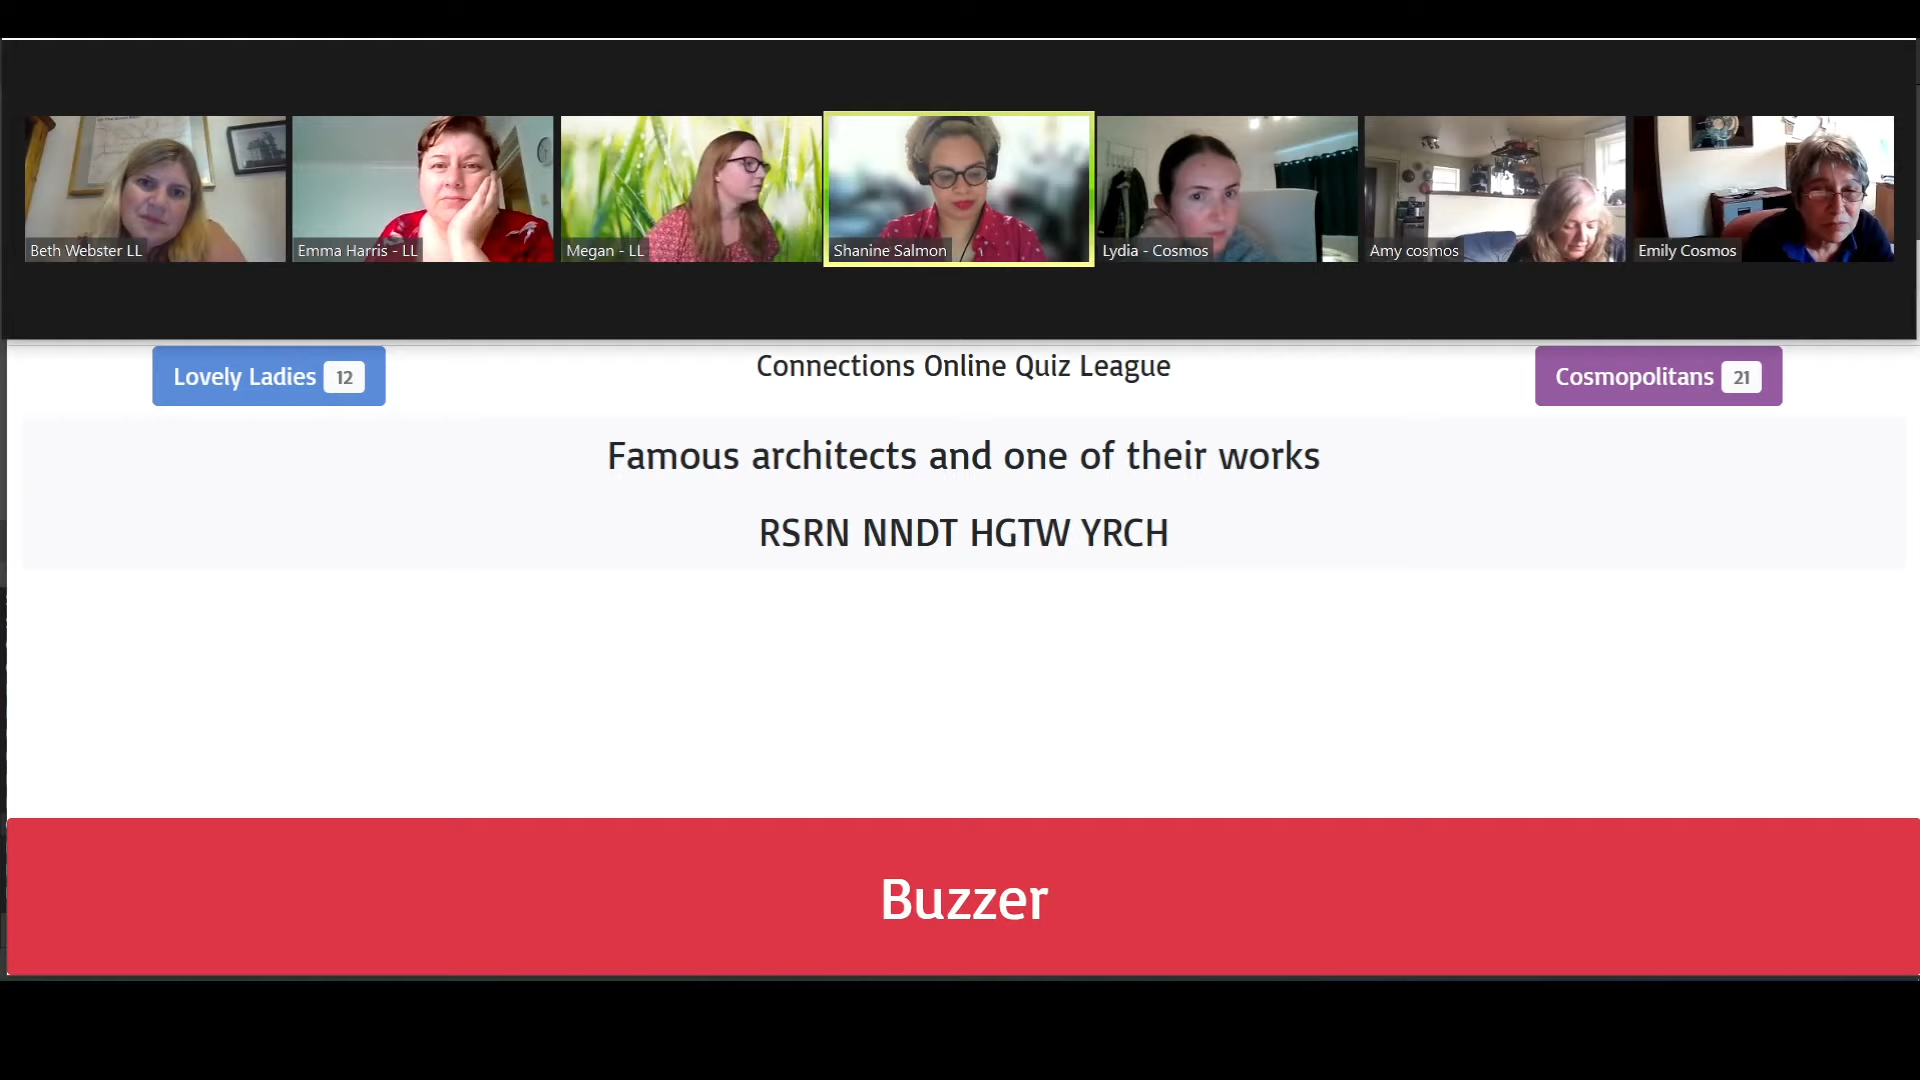 Beth Webster LL
Emma Harris - LL
Megan - LL
Shanine Salmon
Lydia - Cosmos
Amy cosmos
Emily Cosmos
Lovely Ladies 12
Connections Online Quiz League
Cosmopolitans 21
Famous architects and one of their works
RSRN NNDT HGTW YRCH
Buzzer